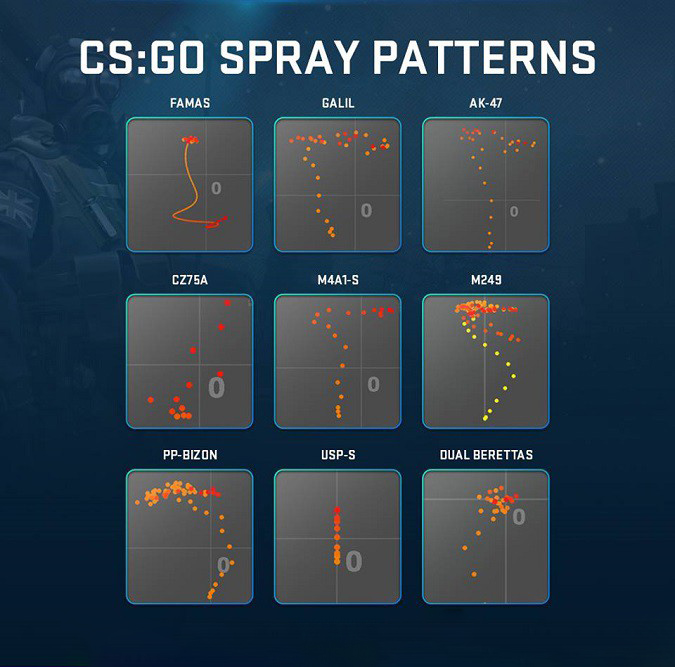 CS:GO SPRAY PATTERNS
FAMAS GALIL AK-47
0 0 0
CZ75A M4A1-S M249
0 0
PP-BIZON USP-S DUAL BERETTAS
0 0 0